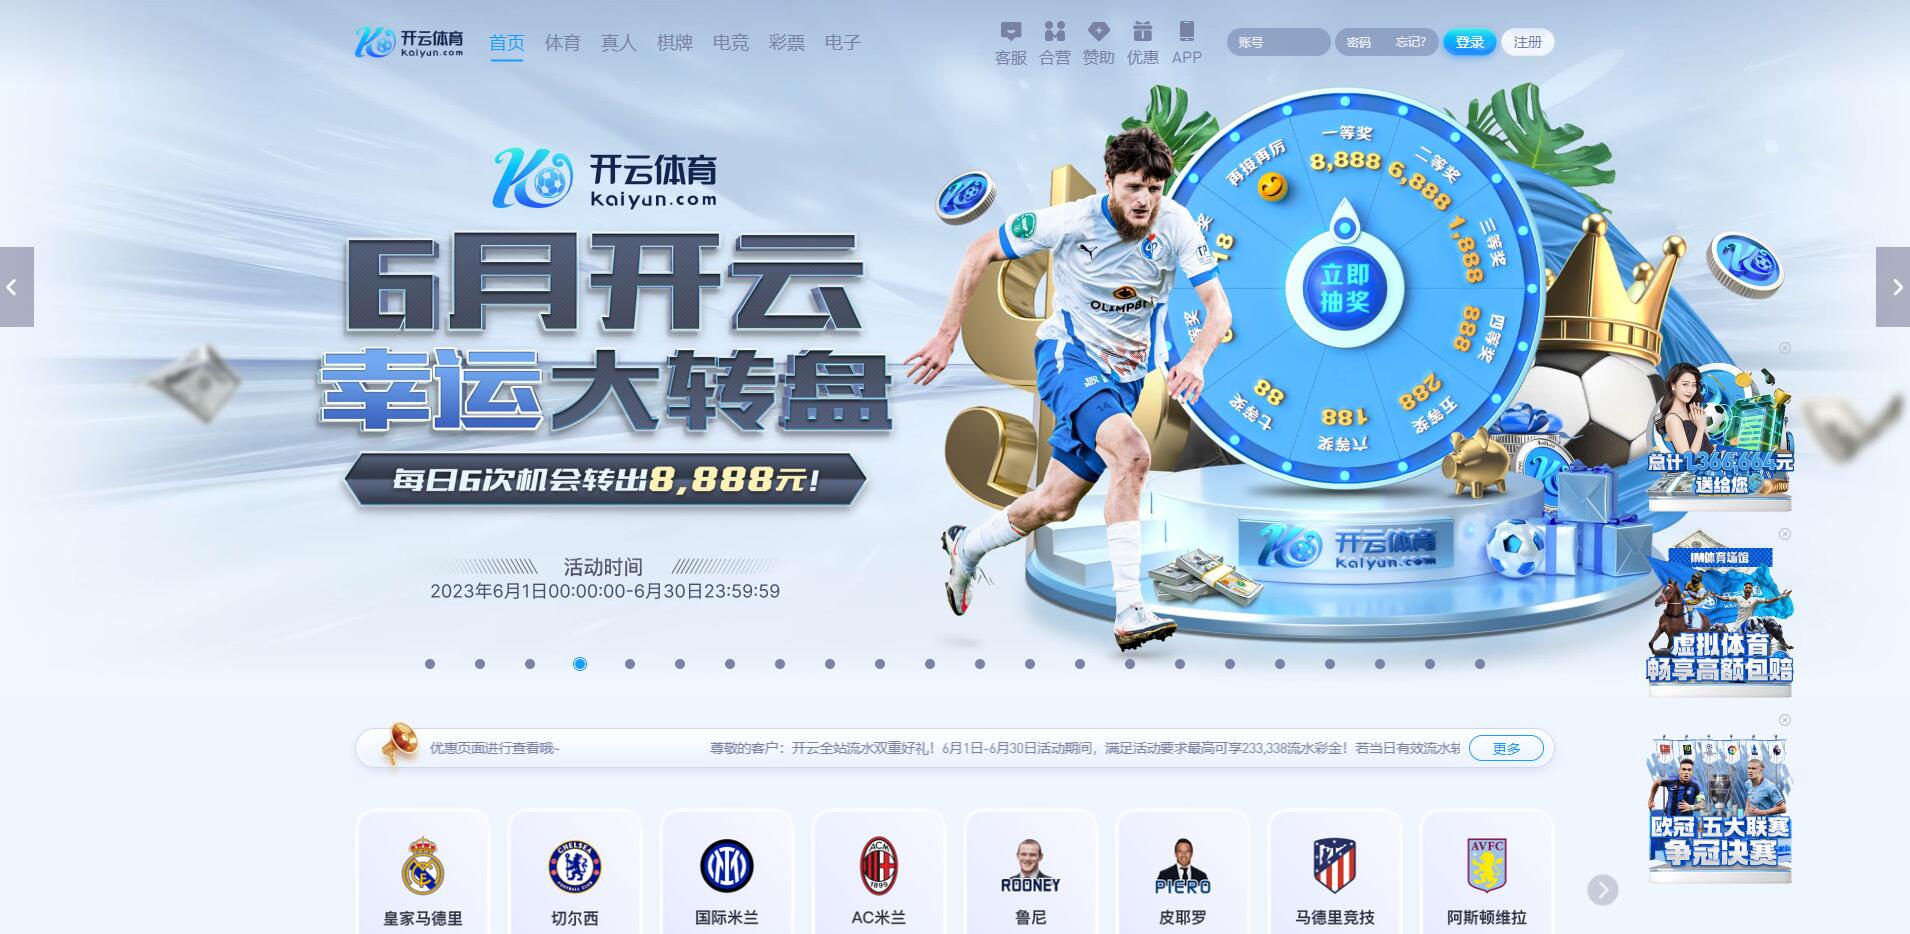 开云体育
Kaiyun.com
首页 体育 真人 棋牌 电竞 彩票 电子
客服 合营 赞助 优惠 APP
账号
密码 忘记?
登录
注册
开云体育
Kaiyun.com
6月开云
幸运大转盘
每日6次机会转出8,888元!
活动时间
2023年6月1日00:00:00-6月30日23:59:59
再接再厉
一等奖
8,888
二等奖
6,888
三等奖
1,888
四等奖
888
五等奖
288
六等奖
188
七等奖
88
等奖
奖
18
立即
抽奖
OLIMPBET
14
开云体育
Kaiyun.com
总计1,366,664元
送给您
IM体育场馆
虚拟体育
畅享高额包赔
欧冠 五大联赛
争冠决赛
优惠页面进行查看哦~
尊敬的客户：开云全站流水双重好礼！6月1日-6月30日活动期间，满足活动要求最高可享233,338流水彩金！若当日有效流水
更多
CHELSEA
FOOTBALL CLUB
ACM
1899
ROONEY
PIERO
AVFC
皇家马德里
切尔西
国际米兰
AC米兰
鲁尼
皮耶罗
马德里竞技
阿斯顿维拉